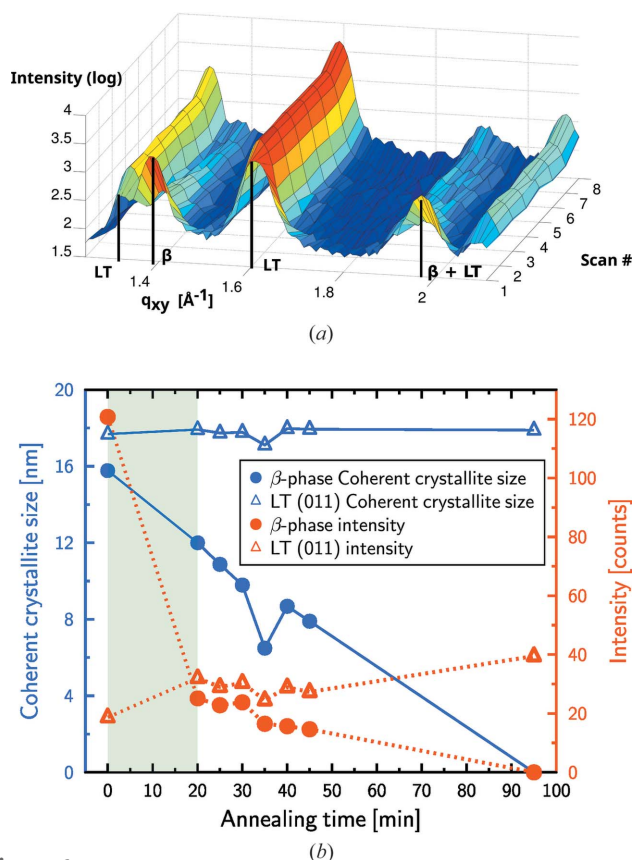 Intensity (log)
4
3.5
3
2.5
2
1.5
LT
β
LT
β + LT
1.4
1.6
1.8
2
q_xy [Å⁻¹]
1
2
3
4
5
6
7
8
Scan #
(a)
20
16
12
8
4
0
Coherent crystallite size [nm]
β-phase Coherent crystallite size
LT (011) Coherent crystallite size
β-phase intensity
LT (011) intensity
120
100
80
60
40
20
0
Intensity [counts]
0 10 20 30 40 50 60 70 80 90 100
Annealing time [min]
(b)